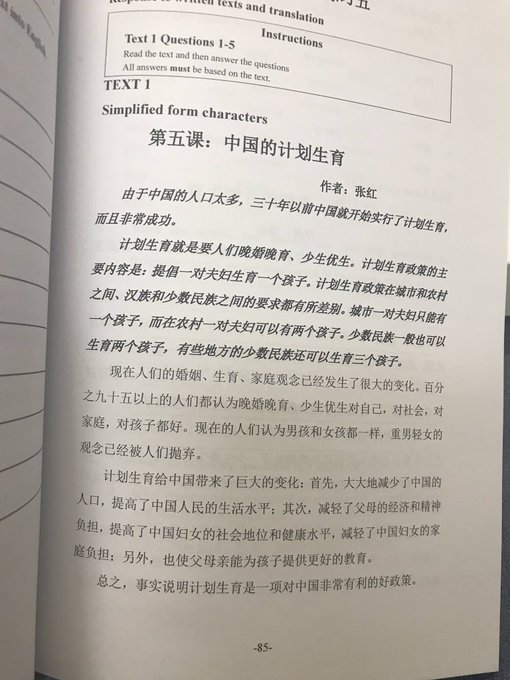 Response to written texts and translation
Instructions
Text 1 Questions 1-5
Read the text and then answer the questions
All answers must be based on the text.
TEXT 1
Simplified form characters
第五课：中国的计划生育
作者：张红
由于中国的人口太多，三十年以前中国就开始实行了计划生育，
而且非常成功。
计划生育就是要人们晚婚晚育、少生优生。计划生育政策的主
要内容是：提倡一对夫妇生育一个孩子。计划生育政策在城市和农村
之间、汉族和少数民族之间的要求都有所差别。城市一对夫妇只能有
一个孩子，而在农村一对夫妇可以有两个孩子。少数民族一般也可以
生育两个孩子，有些地方的少数民族还可以生育三个孩子。
现在人们的婚姻、生育、家庭观念已经发生了很大的变化。百分
之九十五以上的人们都认为晚婚晚育、少生优生对自己，对社会，对
家庭，对孩子都好。现在的人们认为男孩和女孩都一样，重男轻女的
观念已经被人们抛弃。
计划生育给中国带来了巨大的变化：首先，大大地减少了中国的
人口，提高了中国人民的生活水平；其次，减轻了父母的经济和精神
负担，提高了中国妇女的社会地位和健康水平，减轻了中国妇女的家
庭负担；另外，也使父母亲能为孩子提供更好的教育。
总之，事实说明计划生育是一项对中国非常有利的好政策。
-85-
into English